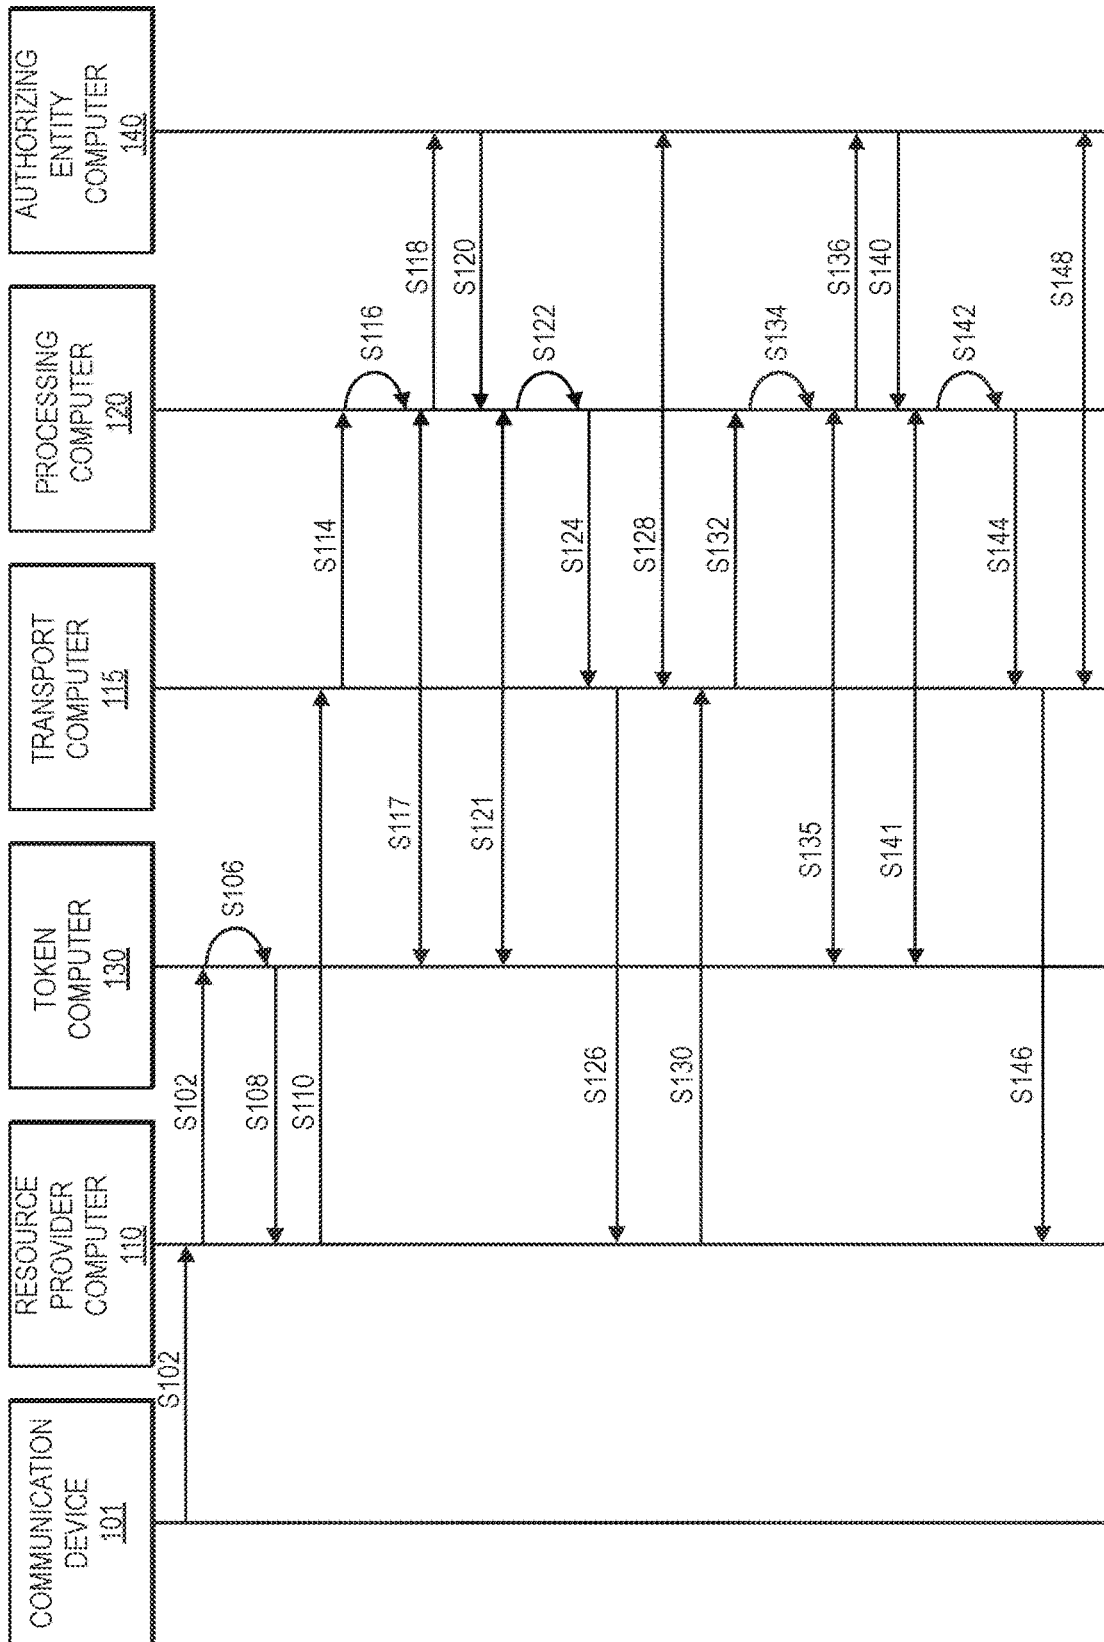 COMMUNICATION
DEVICE
101
RESOURCE
PROVIDER
COMPUTER
110
TOKEN
COMPUTER
130
TRANSPORT
COMPUTER
115
PROCESSING
COMPUTER
120
AUTHORIZING
ENTITY
COMPUTER
140
S102
S102
S106
S108
S110
S114
S116
S117
S118
S120
S121
S122
S124
S126
S128
S130
S132
S134
S135
S136
S140
S141
S142
S144
S146
S148